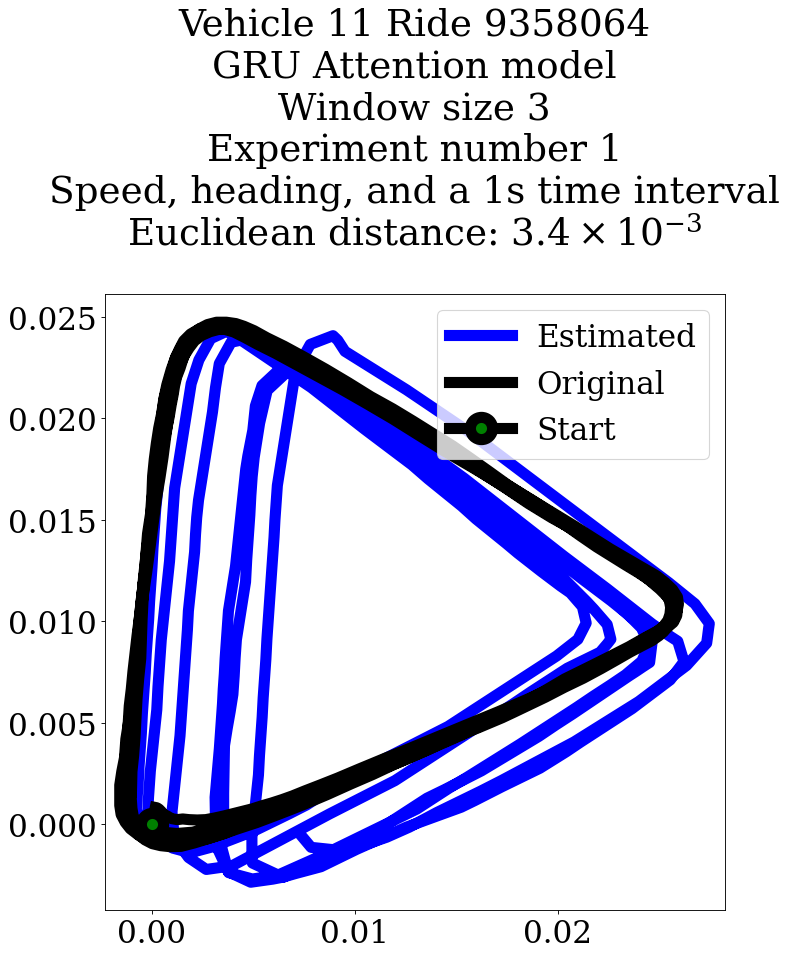 Vehicle 11 Ride 9358064
GRU Attention model
Window size 3
Experiment number 1
Speed, heading, and a 1s time interval
Euclidean distance: 3.4 × 10⁻³
Estimated
Original
Start
0.025
0.020
0.015
0.010
0.005
0.000
0.00 0.01 0.02